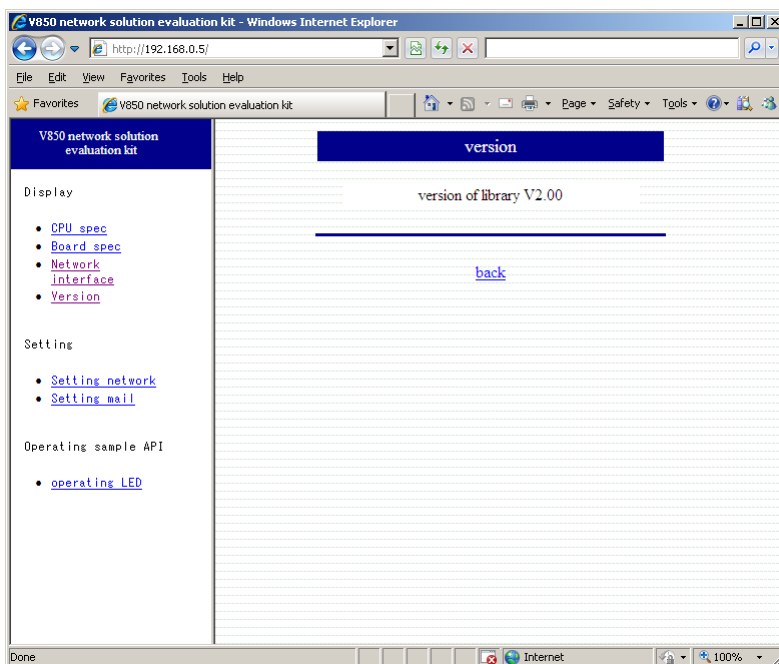 V850 network solution evaluation kit - Windows Internet Explorer
http://192.168.0.5/
File Edit View Favorites Tools Help
Favorites V850 network solution evaluation kit Page Safety Tools
V850 network solution
evaluation kit
Display
CPU spec
Board spec
Network
interface
Version
Setting
Setting network
Setting mail
Operating sample API
operating LED
version
version of library V2.00
back
Done Internet 100%